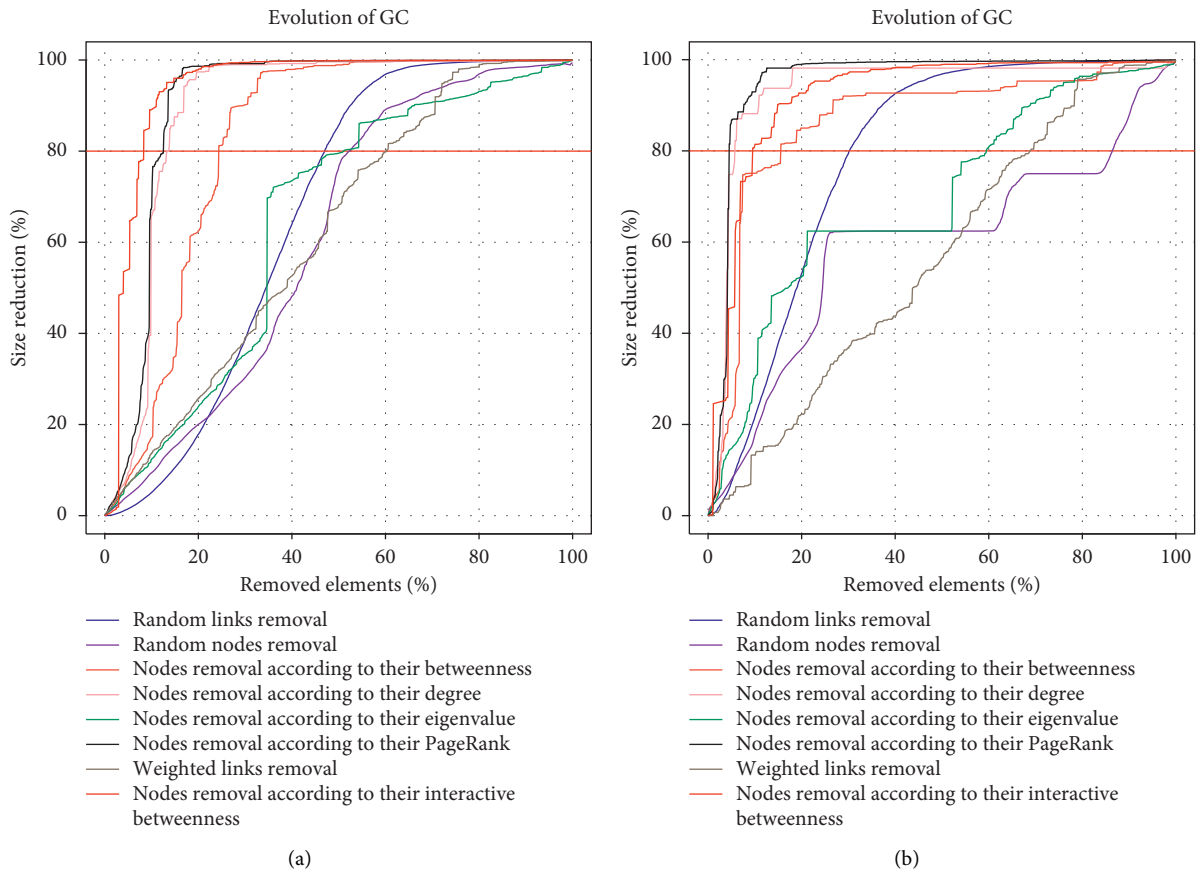 Evolution of GC
100
80
60
40
20
0
Size reduction (%)
0 20 40 60 80 100
Removed elements (%)
Random links removal
Random nodes removal
Nodes removal according to their betweenness
Nodes removal according to their degree
Nodes removal according to their eigenvalue
Nodes removal according to their PageRank
Weighted links removal
Nodes removal according to their interactive
betweenness
(a)
Evolution of GC
100
80
60
40
20
0
Size reduction (%)
0 20 40 60 80 100
Removed elements (%)
Random links removal
Random nodes removal
Nodes removal according to their betweenness
Nodes removal according to their degree
Nodes removal according to their eigenvalue
Nodes removal according to their PageRank
Weighted links removal
Nodes removal according to their interactive
betweenness
(b)